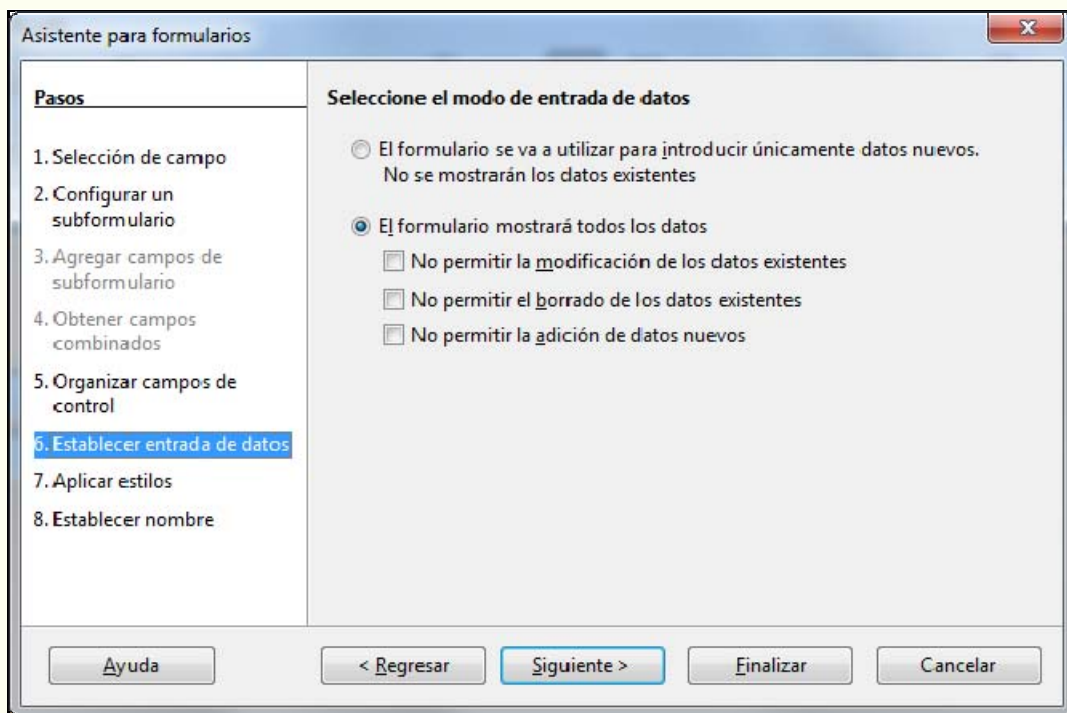 Asistente para formularios
X
Pasos
1. Selección de campo
2. Configurar un
subformulario
3. Agregar campos de
subformulario
4. Obtener campos
combinados
5. Organizar campos de
control
6. Establecer entrada de datos
7. Aplicar estilos
8. Establecer nombre
Seleccione el modo de entrada de datos
El formulario se va a utilizar para introducir únicamente datos nuevos.
No se mostrarán los datos existentes
El formulario mostrará todos los datos
No permitir la modificación de los datos existentes
No permitir el borrado de los datos existentes
No permitir la adición de datos nuevos
Ayuda
< Regresar
Siguiente >
Finalizar
Cancelar